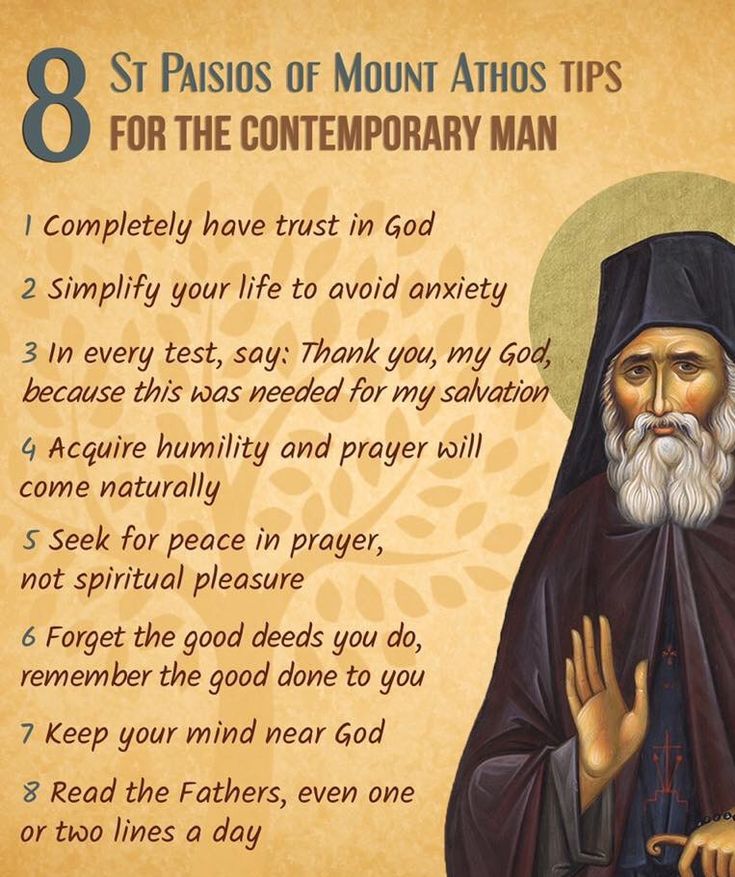 8 St Paisios of Mount Athos tips
for the contemporary man
1 Completely have trust in God
2 Simplify your life to avoid anxiety
3 In every test, say: Thank you, my God,
because this was needed for my salvation
4 Acquire humility and prayer will
come naturally
5 Seek for peace in prayer,
not spiritual pleasure
6 Forget the good deeds you do,
remember the good done to you
7 Keep your mind near God
8 Read the Fathers, even one
or two lines a day